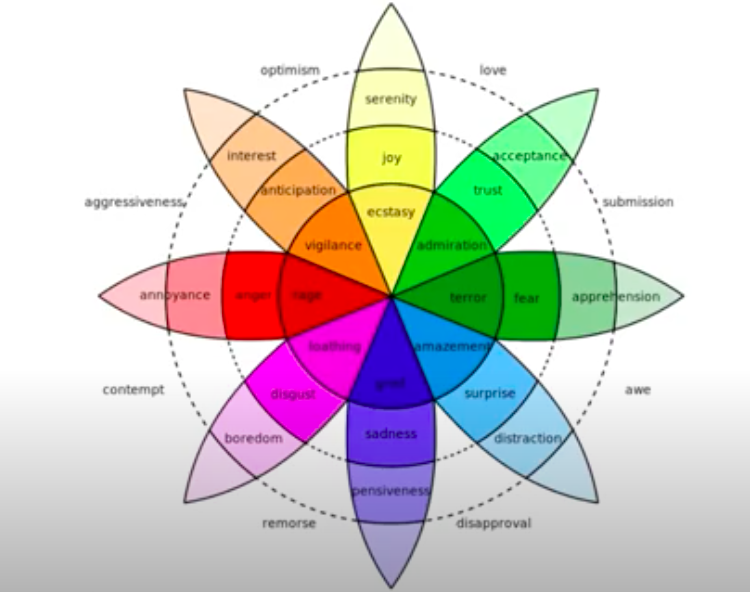 optimism
love
serenity
interest
joy
acceptance
anticipation
trust
aggressiveness
ecstasy
submission
vigilance
admiration
annoyance
anger
rage
terror
fear
apprehension
loathing
amazement
contempt
grief
awe
disgust
surprise
boredom
sadness
distraction
pensiveness
remorse
disapproval